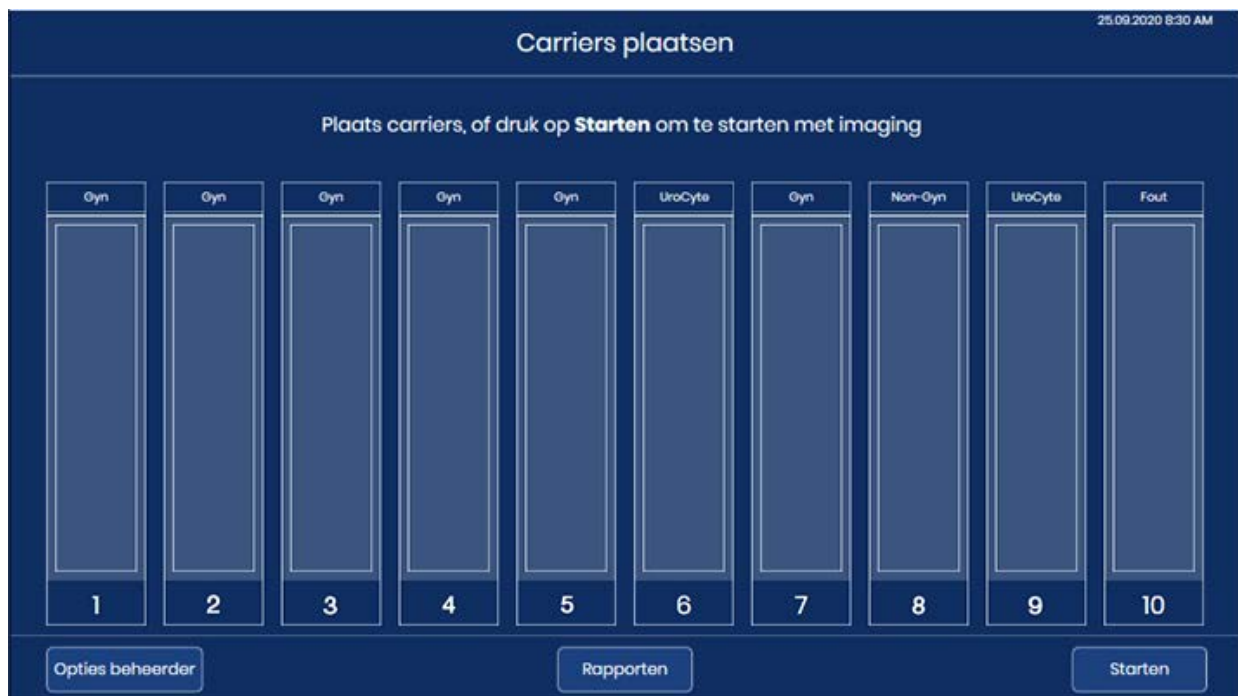 25.09.2020 8:30 AM
Carriers plaatsen
Plaats carriers, of druk op Starten om te starten met imaging
Gyn Gyn Gyn Gyn Gyn UroCyte Gyn Non-Gyn UroCyte Fout
1 2 3 4 5 6 7 8 9 10
Opties beheerder Rapporten Starten